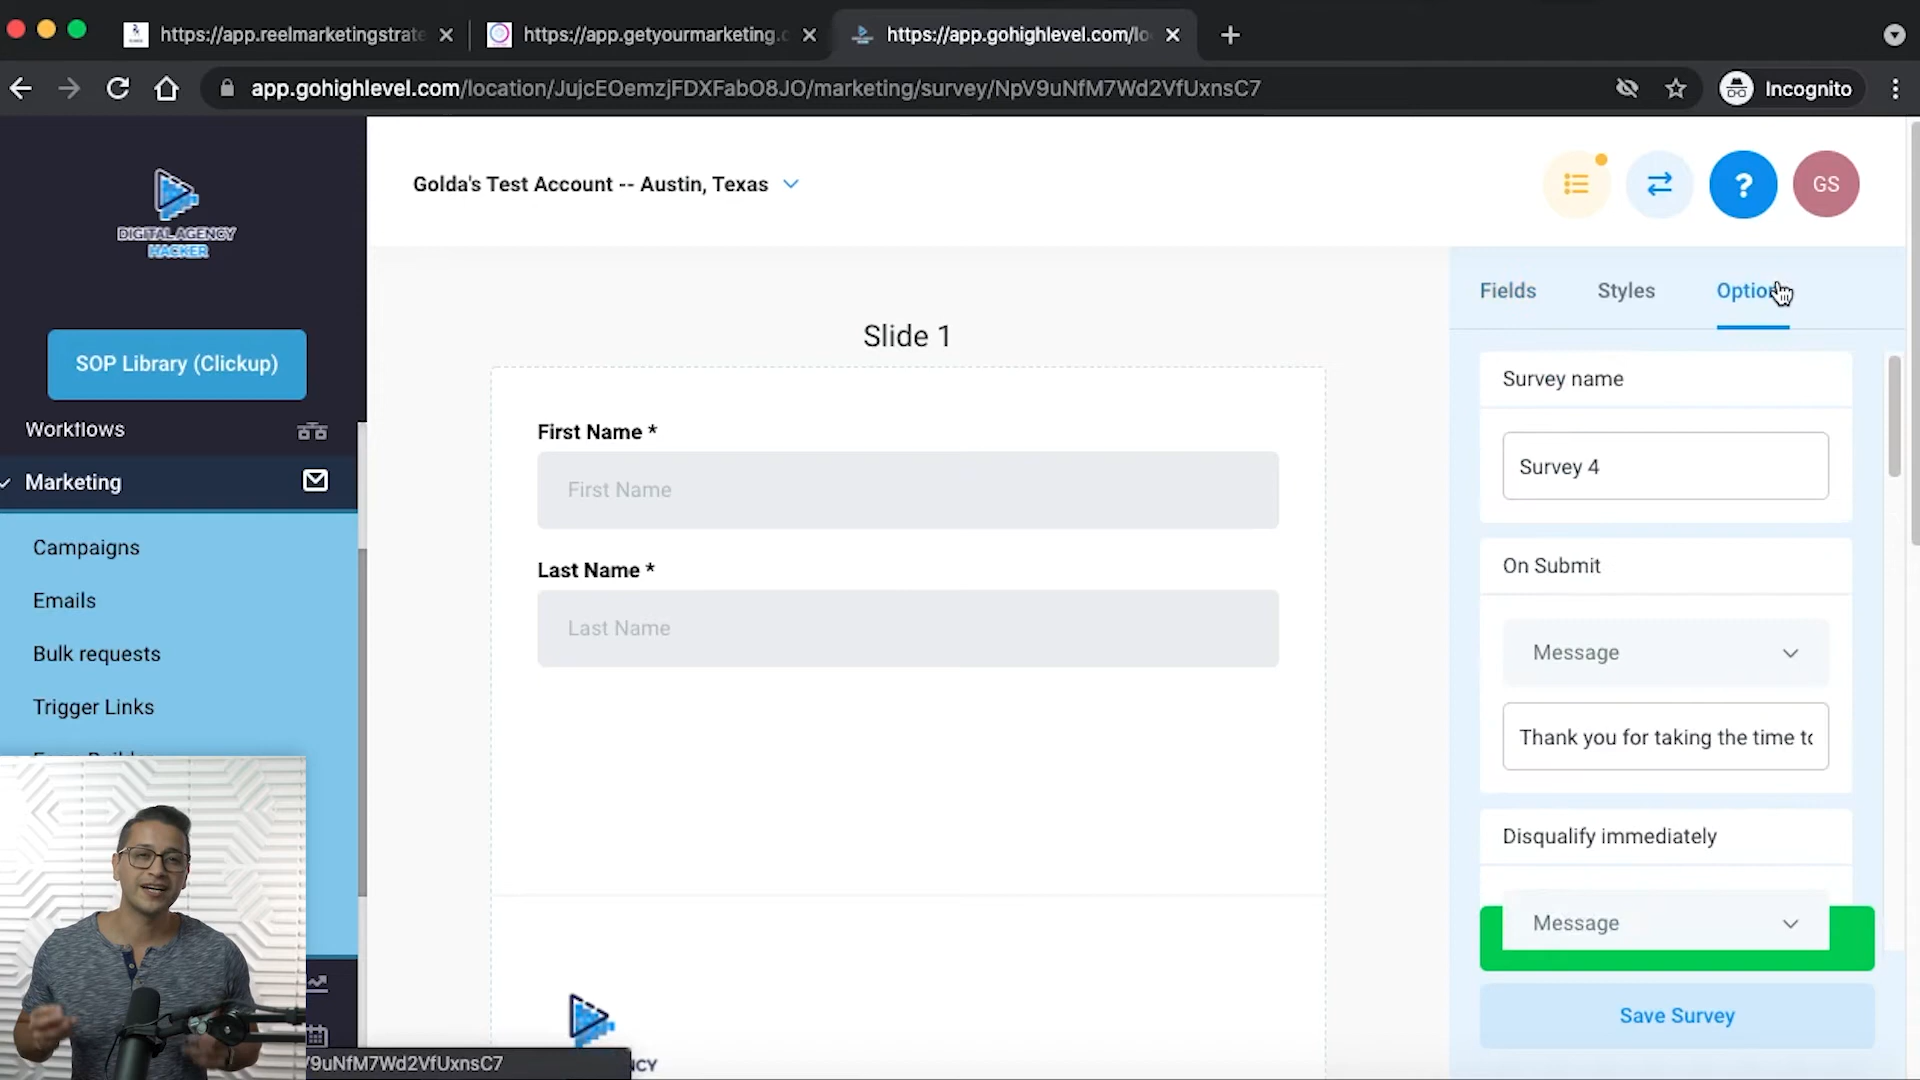 https://app.reelmarketingstrate
https://app.getyourmarketing.c
https://app.gohighlevel.com/lo
app.gohighlevel.com/location/JujcEOemzjFDXFabO8JO/marketing/survey/NpV9uNfM7Wd2VfUxnsC7
Incognito
DIGITAL AGENCY
HACKER
Golda's Test Account -- Austin, Texas
?
GS
SOP Library (Clickup)
Workflows
Marketing
Campaigns
Emails
Bulk requests
Trigger Links
Slide 1
First Name *
First Name
Last Name *
Last Name
Fields
Styles
Option
Survey name
Survey 4
On Submit
Message
Thank you for taking the time to
Disqualify immediately
Message
Save Survey
V9uNfM7Wd2VfUxnsC7